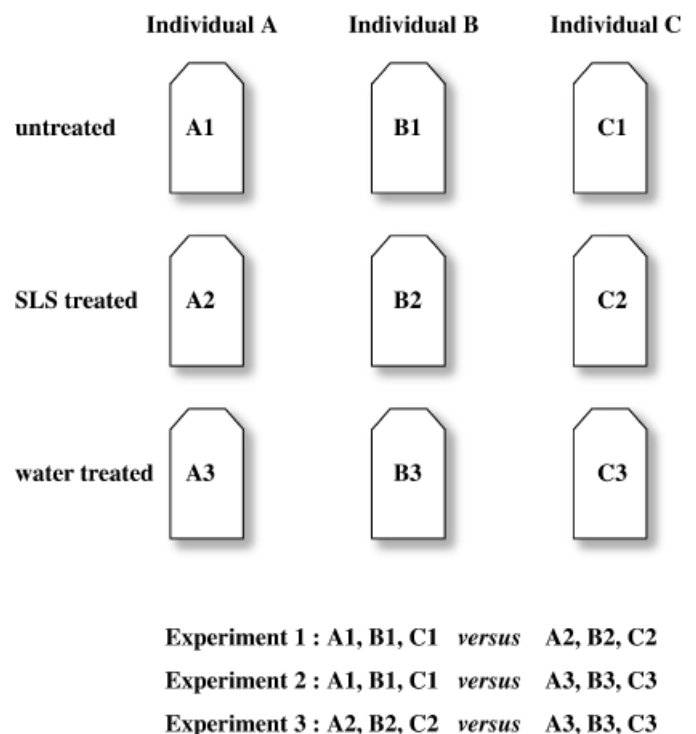 Individual A Individual B Individual C
untreated A1 B1 C1
SLS treated A2 B2 C2
water treated A3 B3 C3
Experiment 1 : A1, B1, C1 versus A2, B2, C2
Experiment 2 : A1, B1, C1 versus A3, B3, C3
Experiment 3 : A2, B2, C2 versus A3, B3, C3